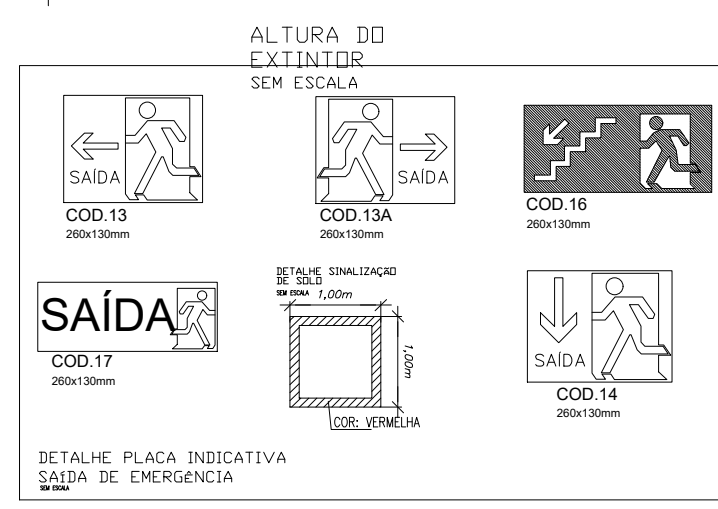 ALTURA DO
EXTINTOR
SEM ESCALA
SAÍDA
COD.13
260x130mm
SAÍDA
COD.13A
260x130mm
COD.16
260x130mm
SAÍDA
COD.17
260x130mm
DETALHE SINALIZAÇÃO
DE SOLO
SEM ESCALA 1,00m
1,00m
COR: VERMELHA
SAÍDA
COD.14
260x130mm
DETALHE PLACA INDICATIVA
SAÍDA DE EMERGÊNCIA
SEM ESCALA